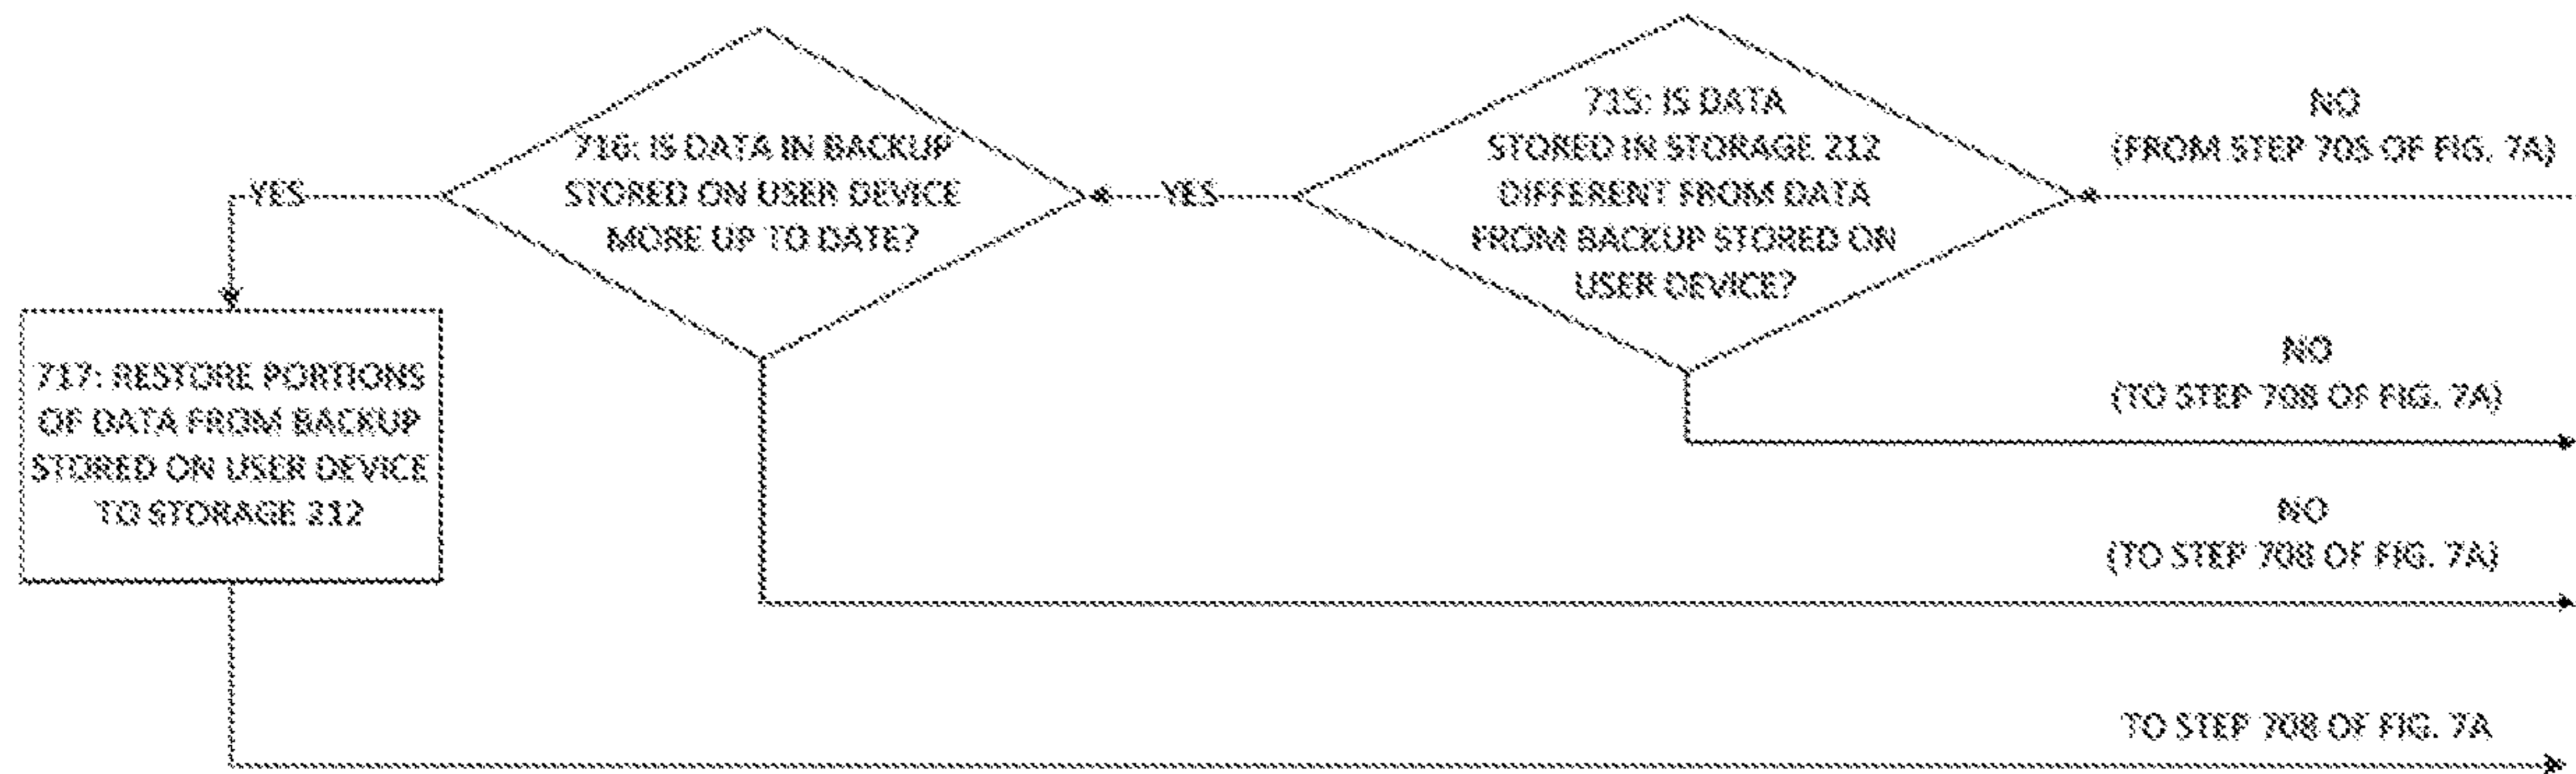 716: IS DATA IN BACKUP
STORED ON USER DEVICE
MORE UP TO DATE?
715: IS DATA
STORED IN STORAGE 212
DIFFERENT FROM DATA
FROM BACKUP STORED ON
USER DEVICE?
NO
(FROM STEP 705 OF FIG. 7A)
YES
YES
717: RESTORE PORTIONS
OF DATA FROM BACKUP
STORED ON USER DEVICE
TO STORAGE 212
NO
(TO STEP 708 OF FIG. 7A)
NO
(TO STEP 708 OF FIG. 7A)
TO STEP 708 OF FIG. 7A